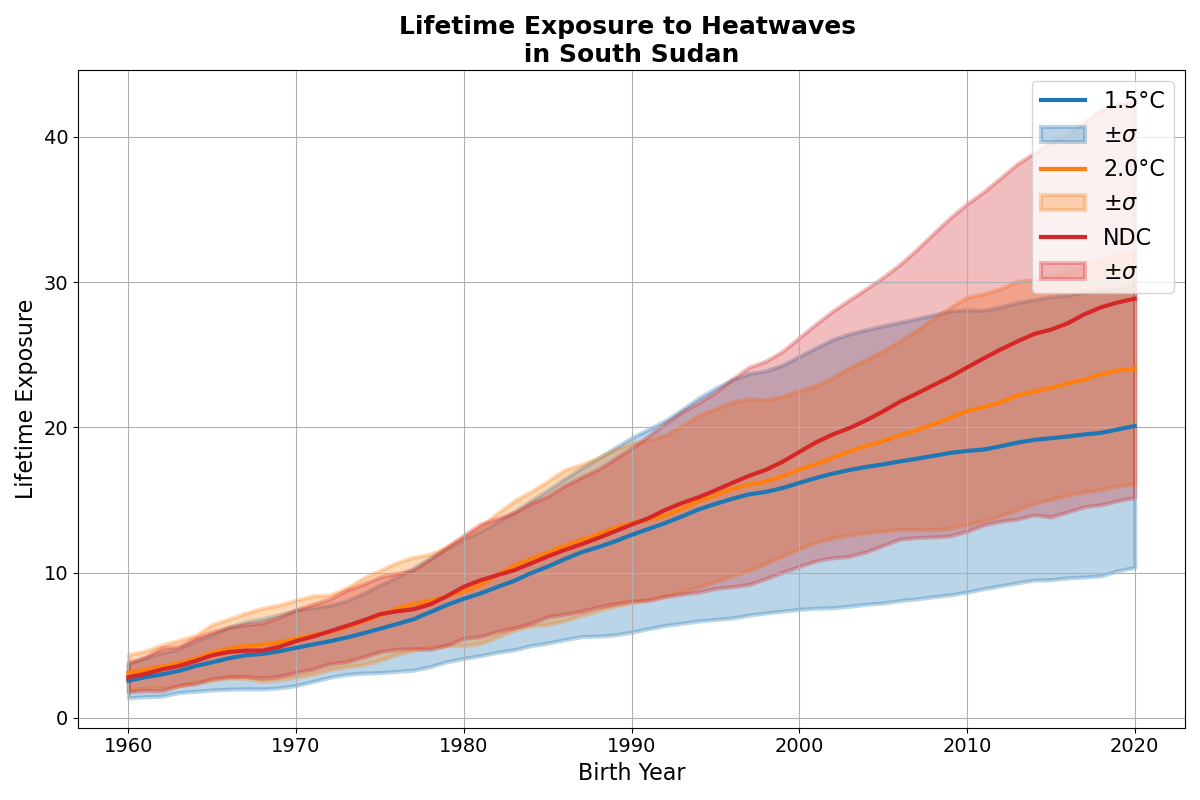 Lifetime Exposure to Heatwaves
in South Sudan
1.5°C
±σ
2.0°C
±σ
NDC
±σ
Lifetime Exposure
40
30
20
10
0
1960 1970 1980 1990 2000 2010 2020
Birth Year